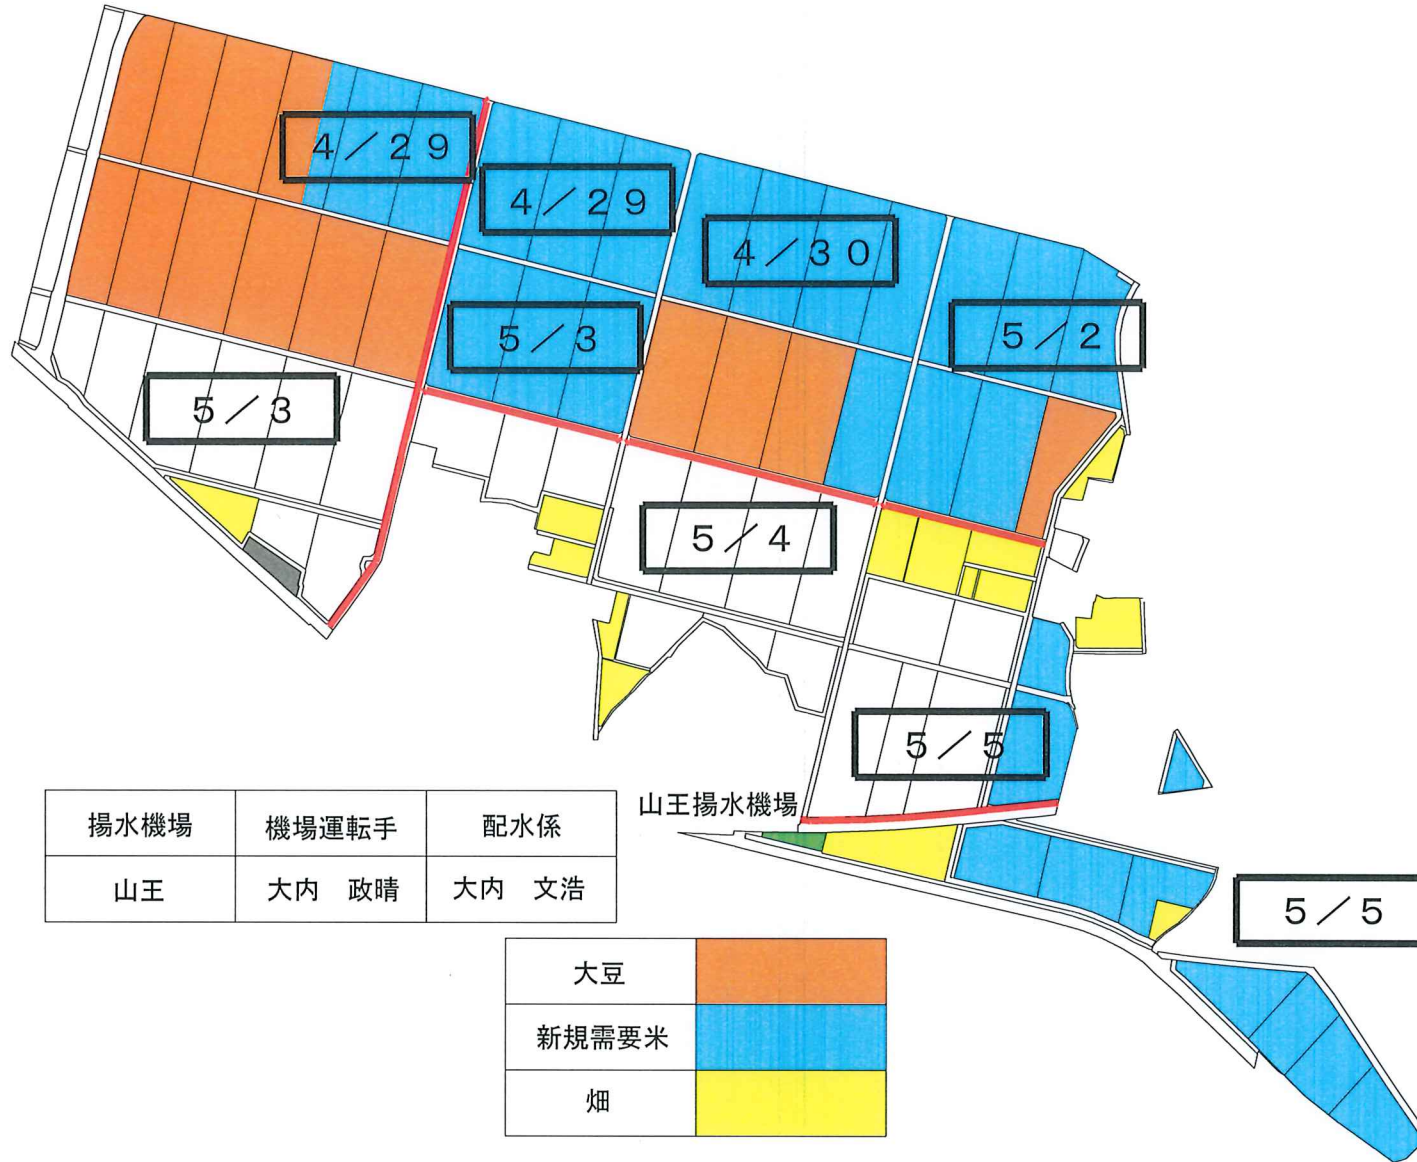 ４／２９
４／２９
４／３０
５／２
５／３
５／３
５／４
５／５
山王揚水機場
揚水機場 機場運転手 配水係
山王 大内　政晴 大内　文浩
５／５
大豆
新規需要米
畑